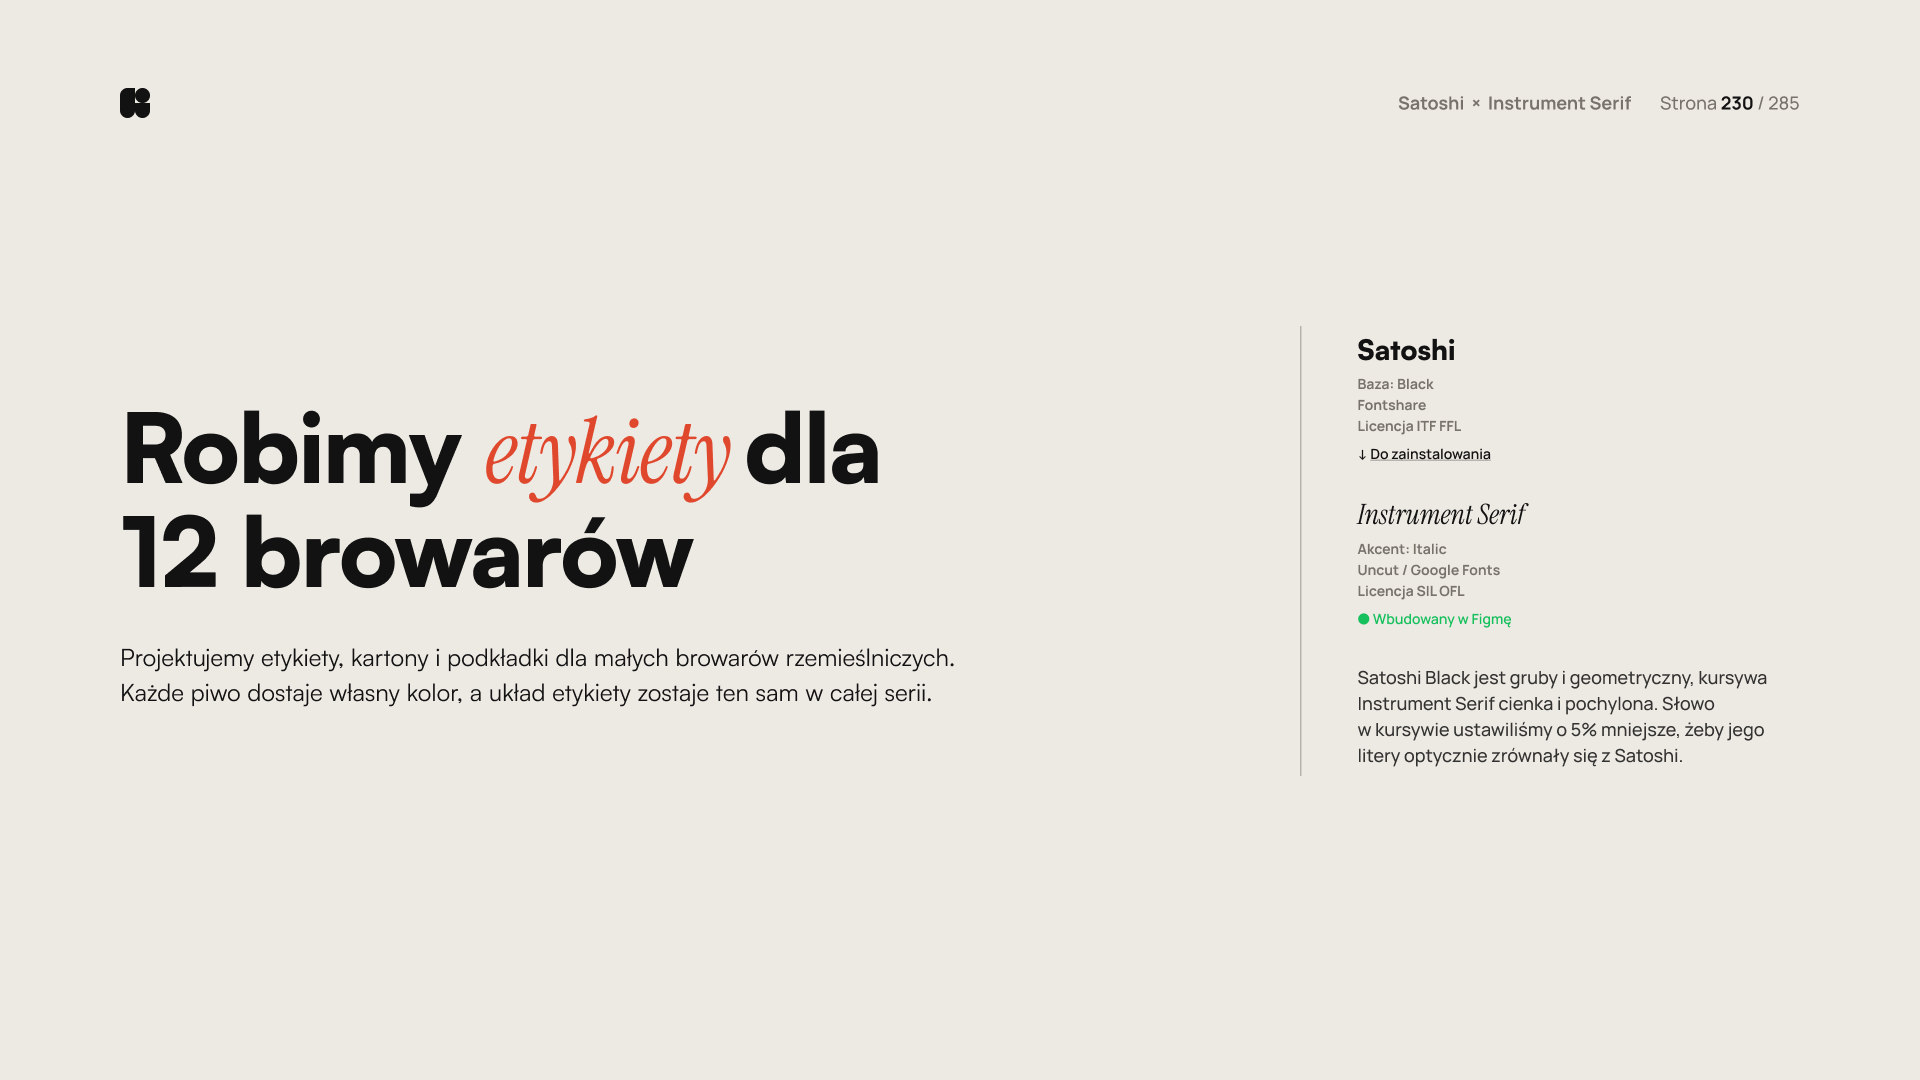 Satoshi × Instrument Serif
Strona 230 / 285
Robimy etykiety dla
12 browarów
Projektujemy etykiety, kartony i podkładki dla małych browarów rzemieślniczych.
Każde piwo dostaje własny kolor, a układ etykiety zostaje ten sam w całej serii.
Satoshi
Baza: Black
Fontshare
Licencja ITF FFL
↓ Do zainstalowania
Instrument Serif
Akcent: Italic
Uncut / Google Fonts
Licencja SIL OFL
Wbudowany w Figmę
Satoshi Black jest gruby i geometryczny, kursywa
Instrument Serif cienka i pochylona. Słowo
w kursywie ustawiliśmy o 5% mniejsze, żeby jego
litery optycznie zrównały się z Satoshi.